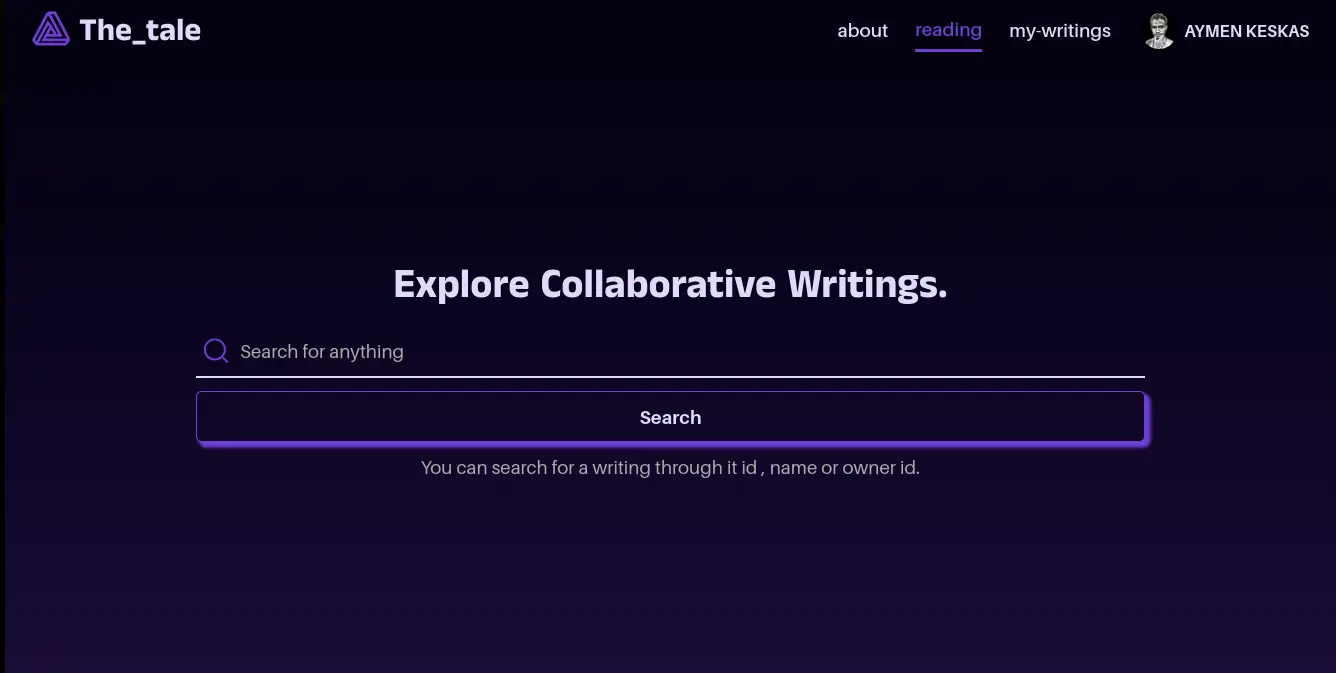 The_tale
about
reading
my-writings
AYMEN KESKAS
Explore Collaborative Writings.
Search for anything
Search
You can search for a writing through it id , name or owner id.